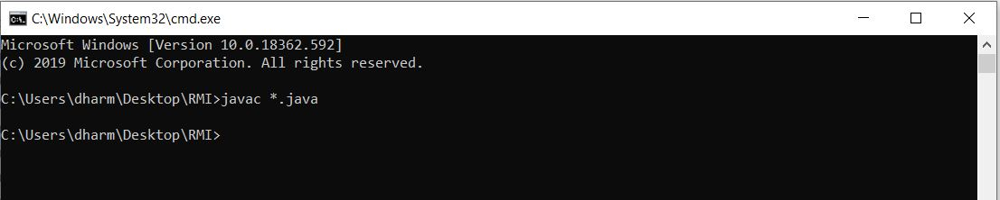 C:\Windows\System32\cmd.exe
Microsoft Windows [Version 10.0.18362.592]
(c) 2019 Microsoft Corporation. All rights reserved.
C:\Users\dharm\Desktop\RMI>javac *.java
C:\Users\dharm\Desktop\RMI>